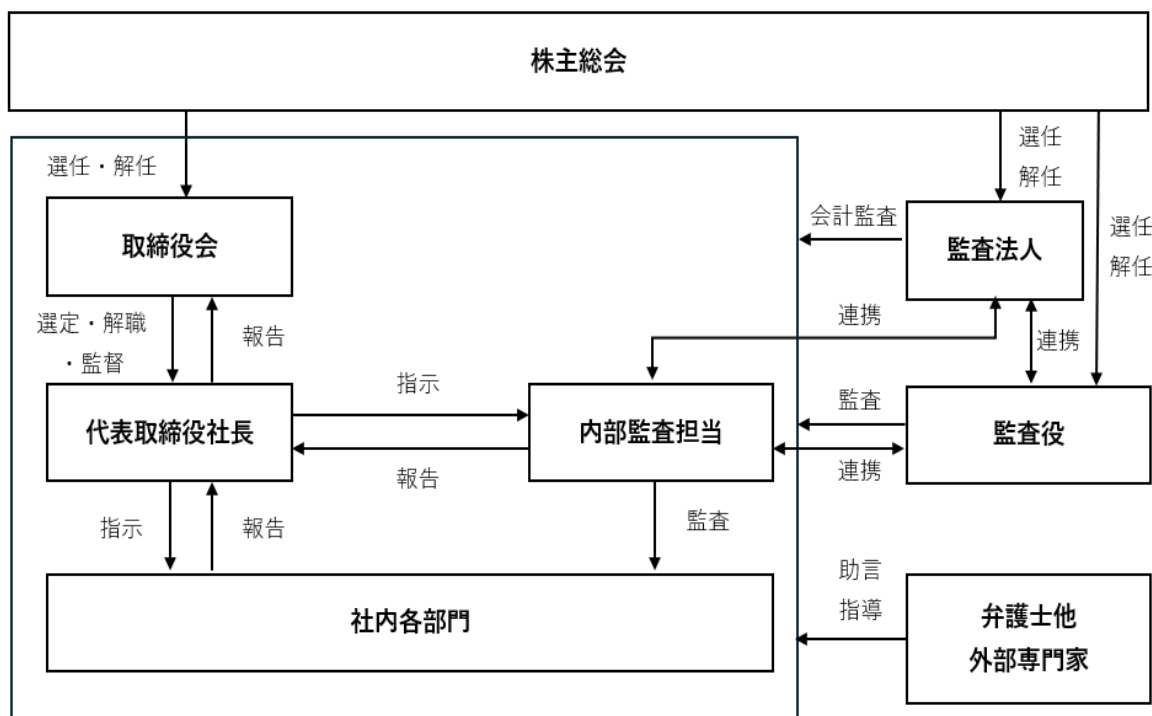 株主総会
選任・解任
選任
解任
会計監査
選任
解任
取締役会
監査法人
選定・解職
・監督
報告
連携
連携
指示
監査
代表取締役社長
内部監査担当
監査役
報告
連携
指示
報告
監査
助言
指導
社内各部門
弁護士他
外部専門家